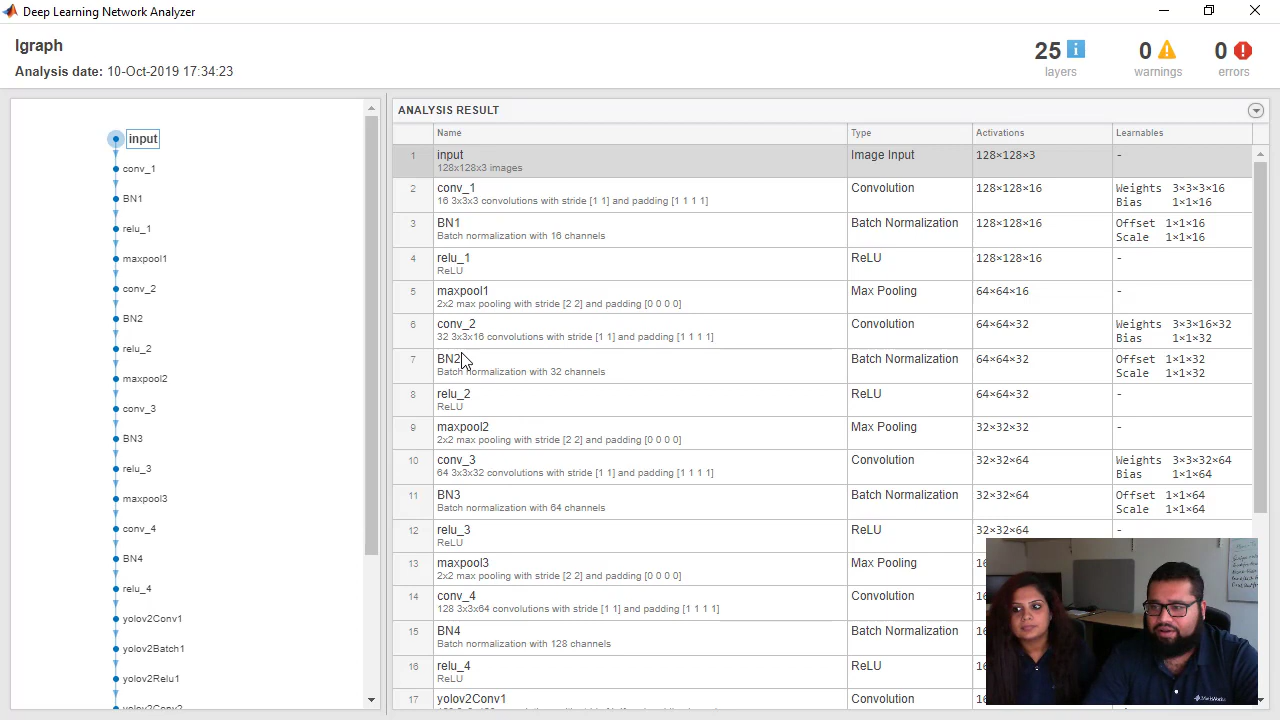 Deep Learning Network Analyzer
lgraph
Analysis date: 10-Oct-2019 17:34:23
25
layers
0
warnings
0
errors
input
conv_1
BN1
relu_1
maxpool1
conv_2
BN2
relu_2
maxpool2
conv_3
BN3
relu_3
maxpool3
conv_4
BN4
relu_4
yolov2Conv1
yolov2Batch1
yolov2Relu1
yolov2Conv2
ANALYSIS RESULT
Name Type Activations Learnables
1 input Image Input 128×128×3 -
128x128x3 images
2 conv_1 Convolution 128×128×16 Weights 3×3×3×16
16 3x3x3 convolutions with stride [1 1] and padding [1 1 1 1] Bias 1×1×16
3 BN1 Batch Normalization 128×128×16 Offset 1×1×16
Batch normalization with 16 channels Scale 1×1×16
4 relu_1 ReLU 128×128×16 -
ReLU
5 maxpool1 Max Pooling 64×64×16 -
2x2 max pooling with stride [2 2] and padding [0 0 0 0]
6 conv_2 Convolution 64×64×32 Weights 3×3×16×32
32 3x3x16 convolutions with stride [1 1] and padding [1 1 1 1] Bias 1×1×32
7 BN2 Batch Normalization 64×64×32 Offset 1×1×32
Batch normalization with 32 channels Scale 1×1×32
8 relu_2 ReLU 64×64×32 -
ReLU
9 maxpool2 Max Pooling 32×32×32 -
2x2 max pooling with stride [2 2] and padding [0 0 0 0]
10 conv_3 Convolution 32×32×64 Weights 3×3×32×64
64 3x3x32 convolutions with stride [1 1] and padding [1 1 1 1] Bias 1×1×64
11 BN3 Batch Normalization 32×32×64 Offset 1×1×64
Batch normalization with 64 channels Scale 1×1×64
12 relu_3 ReLU 32×32×64 -
ReLU
13 maxpool3 Max Pooling
2x2 max pooling with stride [2 2] and padding [0 0 0 0]
14 conv_4 Convolution
128 3x3x64 convolutions with stride [1 1] and padding [1 1 1 1]
15 BN4 Batch Normalization
Batch normalization with 128 channels
16 relu_4 ReLU
ReLU
17 yolov2Conv1 Convolution